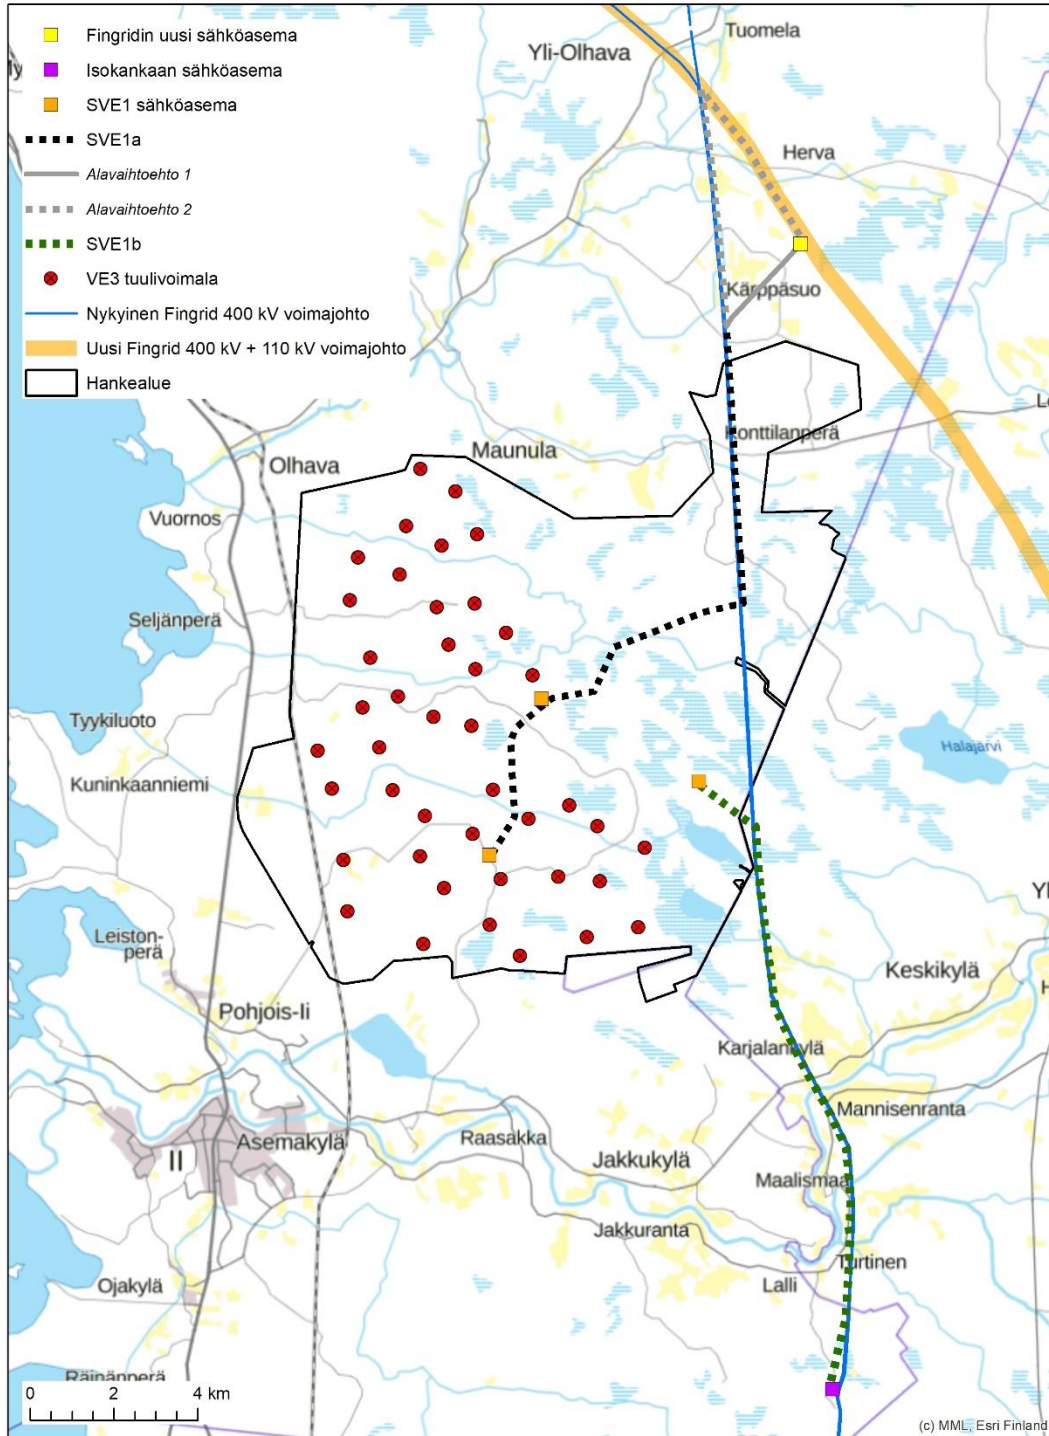 Fingridin uusi sähköasema
Isokankaan sähköasema
SVE1 sähköasema
SVE1a
Alavaihtoehto 1
Alavaihtoehto 2
SVE1b
VE3 tuulivoimala
Nykyinen Fingrid 400 kV voimajohto
Uusi Fingrid 400 kV + 110 kV voimajohto
Hankealue
Tuomela
Yli-Olhava
Herva
Kärppäsuo
Konttilanperä
Maunula
Olhava
Vuornos
Seljänperä
Tyykiluoto
Halajärvi
Kuninkaanniemi
Leiston-
perä
Keskikylä
Pohjois-Ii
Karjalankylä
Mannisenranta
Asemakylä
Raasakka
II
Jakkukylä
Maalismaa
Jakkuranta
Turtinen
Ojakylä
Lalli
Räinänperä
0 2 4 km
(c) MML, Esri Finland